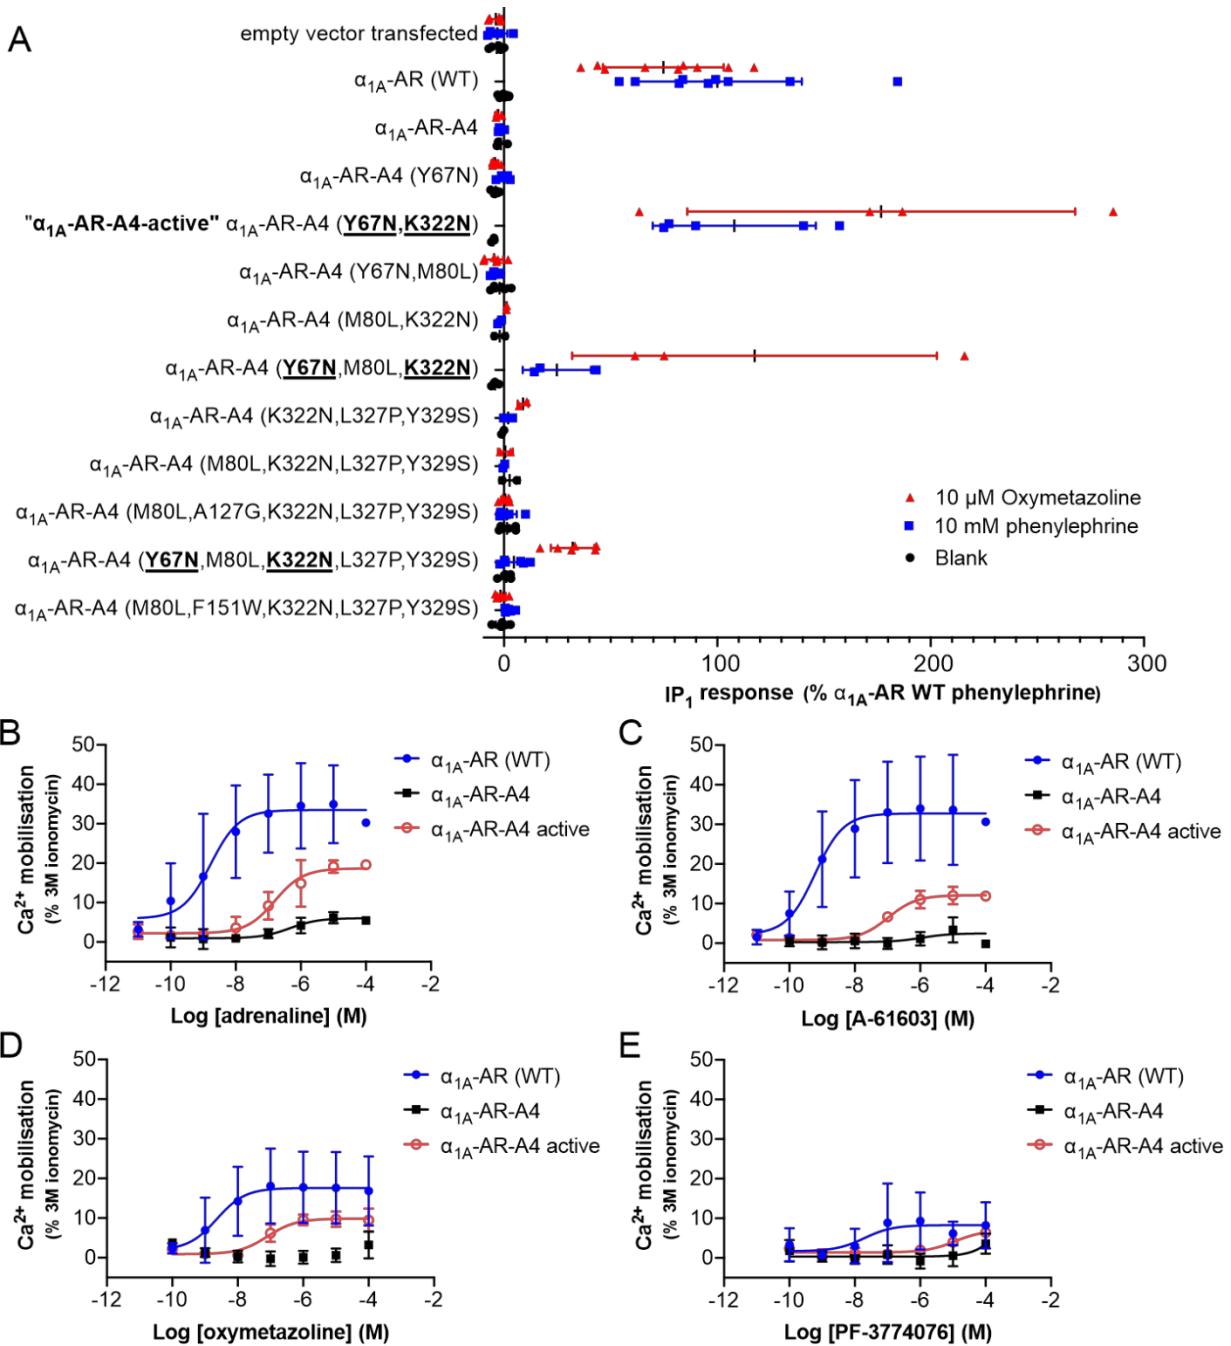 A
empty vector transfected
α1A-AR (WT)
α1A-AR-A4
α1A-AR-A4 (Y67N)
"α1A-AR-A4-active" α1A-AR-A4 (Y67N,K322N)
α1A-AR-A4 (Y67N,M80L)
α1A-AR-A4 (M80L,K322N)
α1A-AR-A4 (Y67N,M80L,K322N)
α1A-AR-A4 (K322N,L327P,Y329S)
α1A-AR-A4 (M80L,K322N,L327P,Y329S)
α1A-AR-A4 (M80L,A127G,K322N,L327P,Y329S)
α1A-AR-A4 (Y67N,M80L,K322N,L327P,Y329S)
α1A-AR-A4 (M80L,F151W,K322N,L327P,Y329S)
10 µM Oxymetazoline
10 mM phenylephrine
Blank
0 100 200 300
IP1 response (% α1A-AR WT phenylephrine)
B
Ca2+ mobilisation
(% 3M ionomycin)
50
40
30
20
10
0
-12 -10 -8 -6 -4 -2
Log [adrenaline] (M)
α1A-AR (WT)
α1A-AR-A4
α1A-AR-A4 active
C
Ca2+ mobilisation
(% 3M ionomycin)
50
40
30
20
10
0
-12 -10 -8 -6 -4 -2
Log [A-61603] (M)
α1A-AR (WT)
α1A-AR-A4
α1A-AR-A4 active
D
Ca2+ mobilisation
(% 3M ionomycin)
50
40
30
20
10
0
-12 -10 -8 -6 -4 -2
Log [oxymetazoline] (M)
α1A-AR (WT)
α1A-AR-A4
α1A-AR-A4 active
E
Ca2+ mobilisation
(% 3M ionomycin)
50
40
30
20
10
0
-12 -10 -8 -6 -4 -2
Log [PF-3774076] (M)
α1A-AR (WT)
α1A-AR-A4
α1A-AR-A4 active